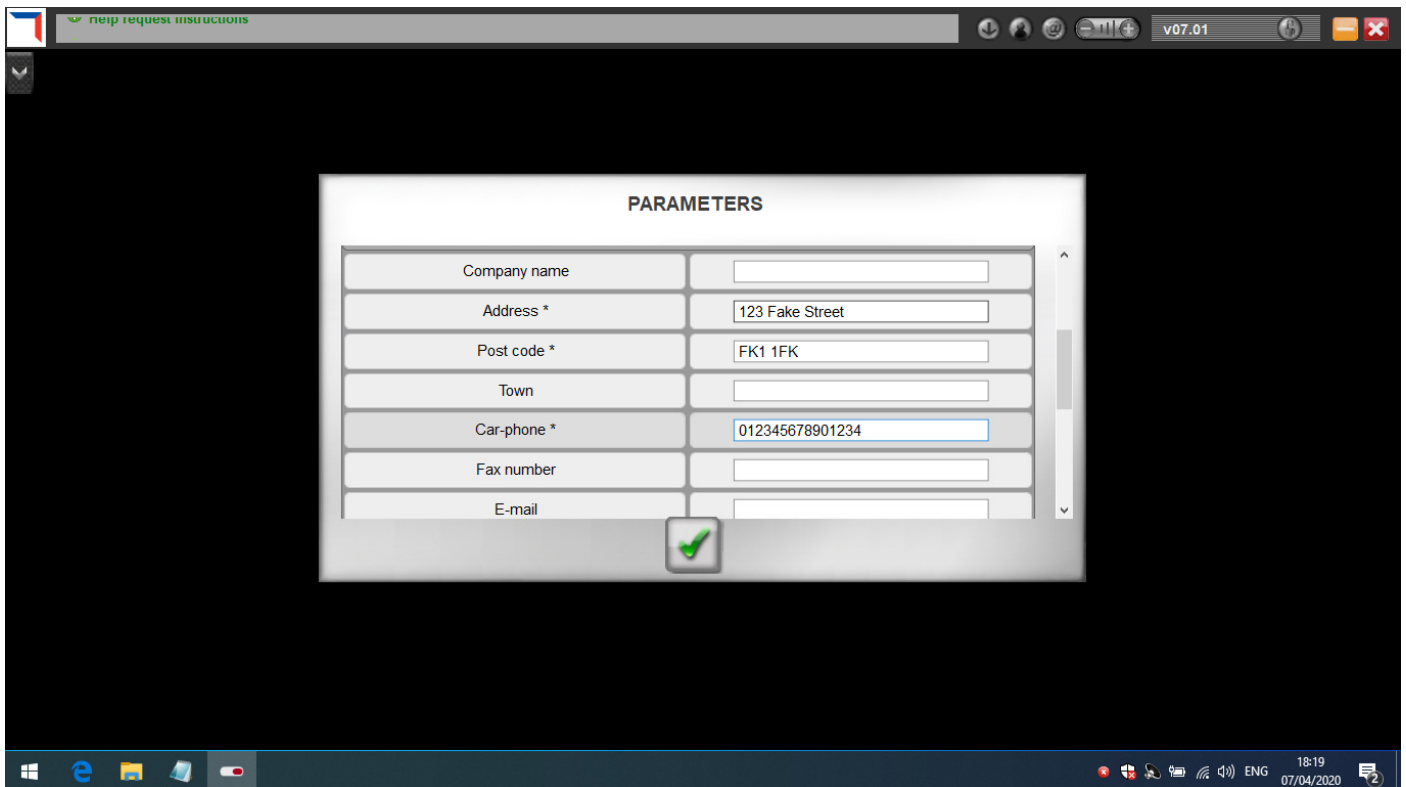 Help request instructions
v07.01
PARAMETERS
Company name
Address * 123 Fake Street
Post code * FK1 1FK
Town
Car-phone * 012345678901234
Fax number
E-mail
ENG
18:19
07/04/2020
2